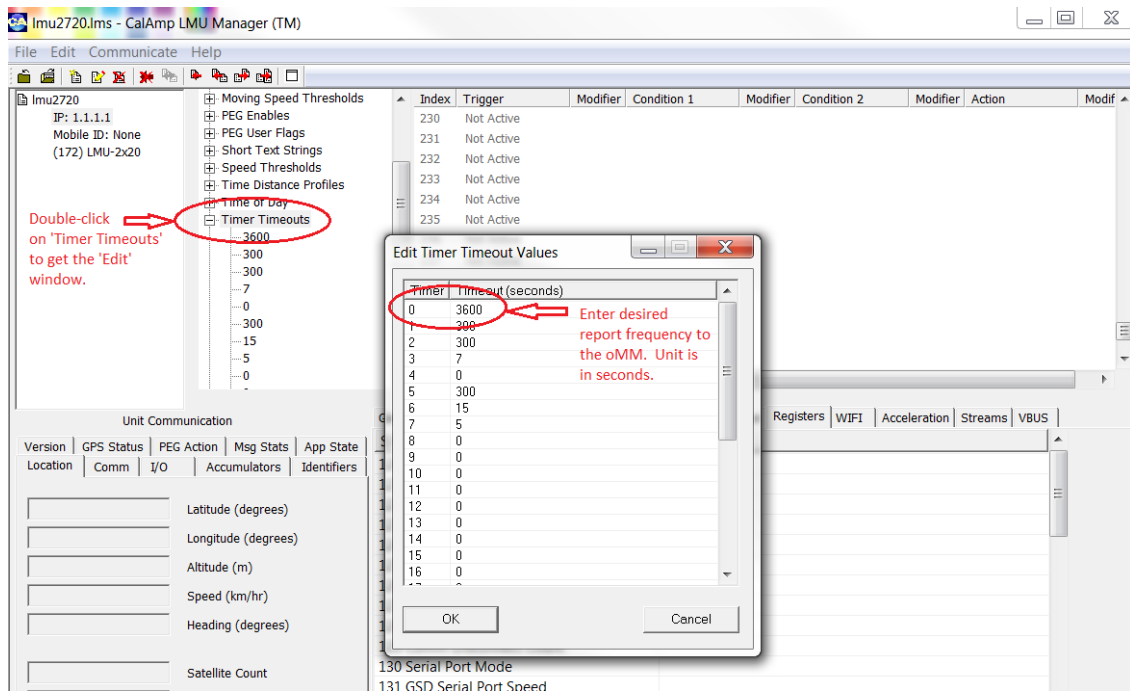 lmu2720.lms - CalAmp LMU Manager (TM)
File Edit Communicate Help
lmu2720
IP: 1.1.1.1
Mobile ID: None
(172) LMU-2x20
Double-click
on 'Timer Timeouts'
to get the 'Edit'
window.
Moving Speed Thresholds
PEG Enables
PEG User Flags
Short Text Strings
Speed Thresholds
Time Distance Profiles
Time of Day
Timer Timeouts
3600
300
300
7
0
300
15
5
0
Index Trigger Modifier Condition 1 Modifier Condition 2 Modifier Action Modif
230 Not Active
231 Not Active
232 Not Active
233 Not Active
234 Not Active
235 Not Active
Edit Timer Timeout Values
Timer Timeout (seconds)
0 3600
1 300
2 300
3 7
4 0
5 300
6 15
7 5
8 0
9 0
10 0
11 0
12 0
13 0
14 0
15 0
16 0
Enter desired
report frequency to
the oMM. Unit is
in seconds.
OK Cancel
Unit Communication
Version GPS Status PEG Action Msg Stats App State
Location Comm I/O Accumulators Identifiers
Latitude (degrees)
Longitude (degrees)
Altitude (m)
Speed (km/hr)
Heading (degrees)
Satellite Count
Registers WIFI Acceleration Streams VBUS
130 Serial Port Mode
131 GSD Serial Port Speed